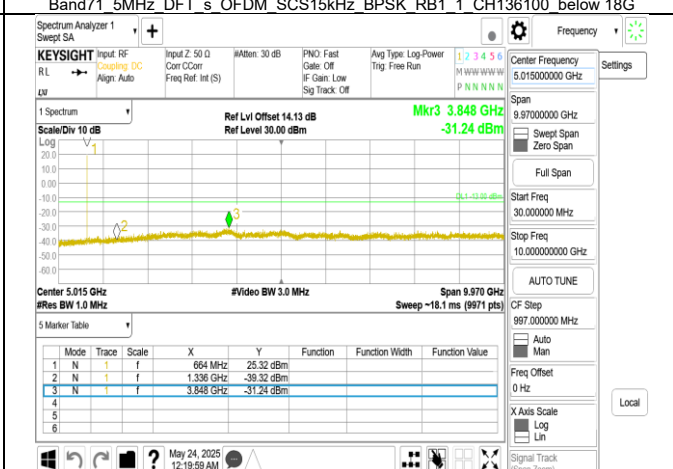 Band71_5MHz_DFT_s_OFDM_SCS15kHz_BPSK_RB1_1_CH136100_below 18G
Spectrum Analyzer 1
Swept SA
Frequency
KEYSIGHT
RL
Input: RF
Coupling: DC
Align: Auto
Input Z: 50 Ω
Corr CCorr
Freq Ref: Int (S)
#Atten: 30 dB
PNO: Fast
Gate: Off
IF Gain: Low
Sig Track: Off
Avg Type: Log-Power
Trig: Free Run
1 2 3 4 5 6
M W W W W W
P N N N N N
Center Frequency
5.015000000 GHz
Settings
Span
9.97000000 GHz
Swept Span
Zero Span
Full Span
Start Freq
30.000000 MHz
Stop Freq
10.000000000 GHz
AUTO TUNE
CF Step
997.000000 MHz
Auto
Man
Freq Offset
0 Hz
X Axis Scale
Log
Lin
Signal Track
(Span Zoom)
Local
1 Spectrum
Scale/Div 10 dB
Log
Ref Lvl Offset 14.13 dB
Ref Level 30.00 dBm
Mkr3 3.848 GHz
-31.24 dBm
20.0
10.0
0.00
-10.0
-20.0
-30.0
-40.0
-50.0
-60.0
1
2
3
DL1 -13.00 dBm
Center 5.015 GHz
#Res BW 1.0 MHz
#Video BW 3.0 MHz
Span 9.970 GHz
Sweep ~18.1 ms (9971 pts)
5 Marker Table
Mode Trace Scale X Y Function Function Width Function Value
1 N 1 f 664 MHz 25.32 dBm
2 N 1 f 1.336 GHz -39.32 dBm
3 N 1 f 3.848 GHz -31.24 dBm
4
5
6
?
May 24, 2025
12:19:59 AM